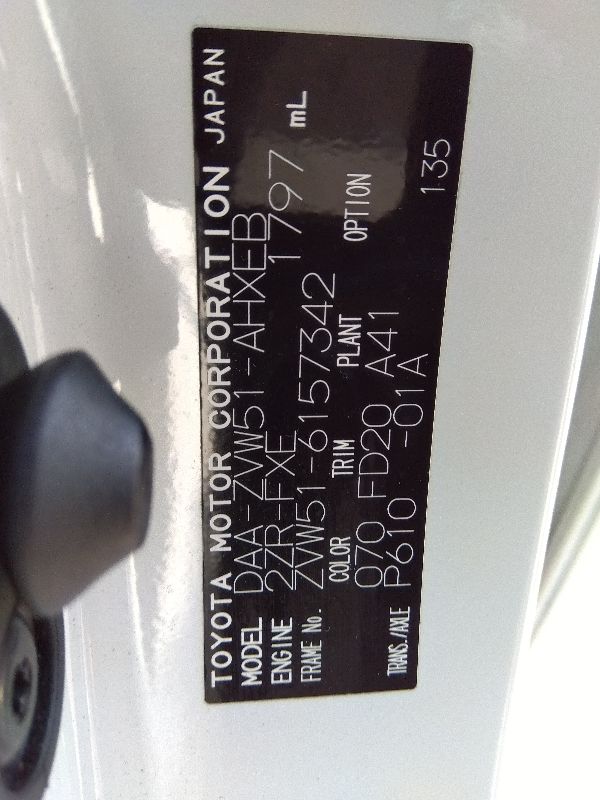 TOYOTA MOTOR CORPORATION JAPAN
MODEL DAA-ZVW51-AHXEB
ENGINE 2ZR-FXE 1797 mL
FRAME No. ZVW51-6157342
COLOR TRIM PLANT OPTION
070 FD20 A41
TRANS./AXLE P610 -01A 135